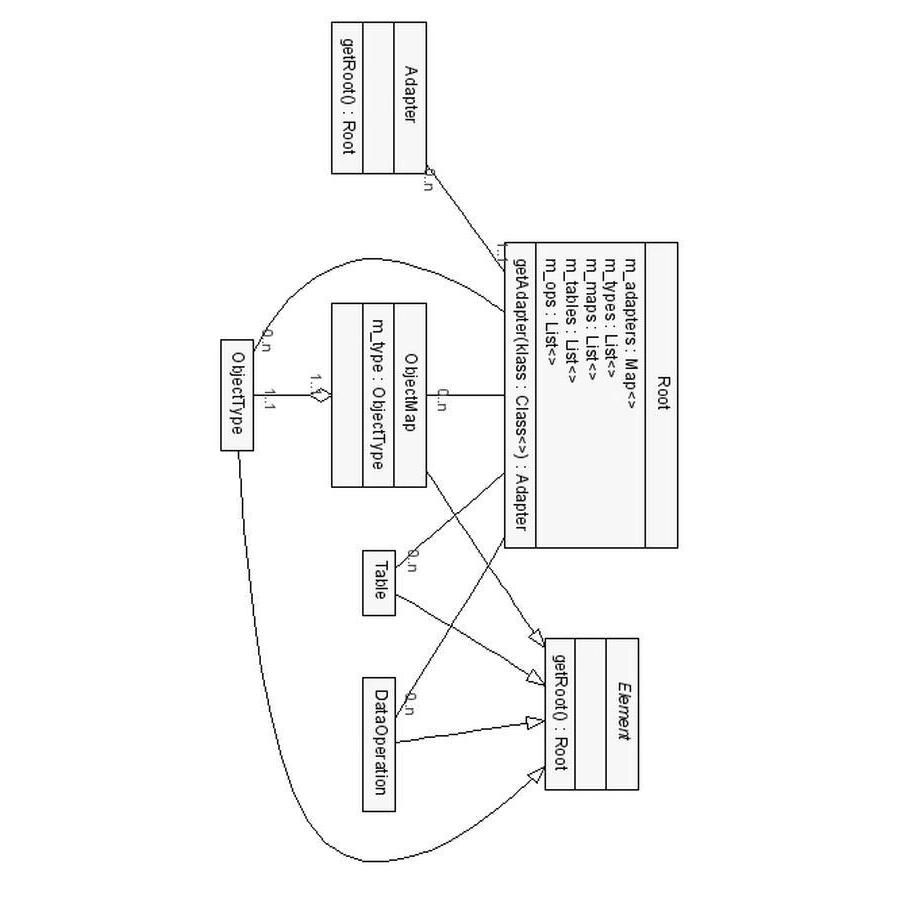 Root
m_adapters : Map<>
m_types : List<>
m_maps : List<>
m_tables : List<>
m_ops : List<>
getAdapter(klass : Class<>) : Adapter
Element
getRoot() : Root
Adapter
getRoot() : Root
0..n
1..1
ObjectMap
m_type : ObjectType
0..n
Table
0..n
DataOperation
0..n
1..1
1..1
0..n
ObjectType